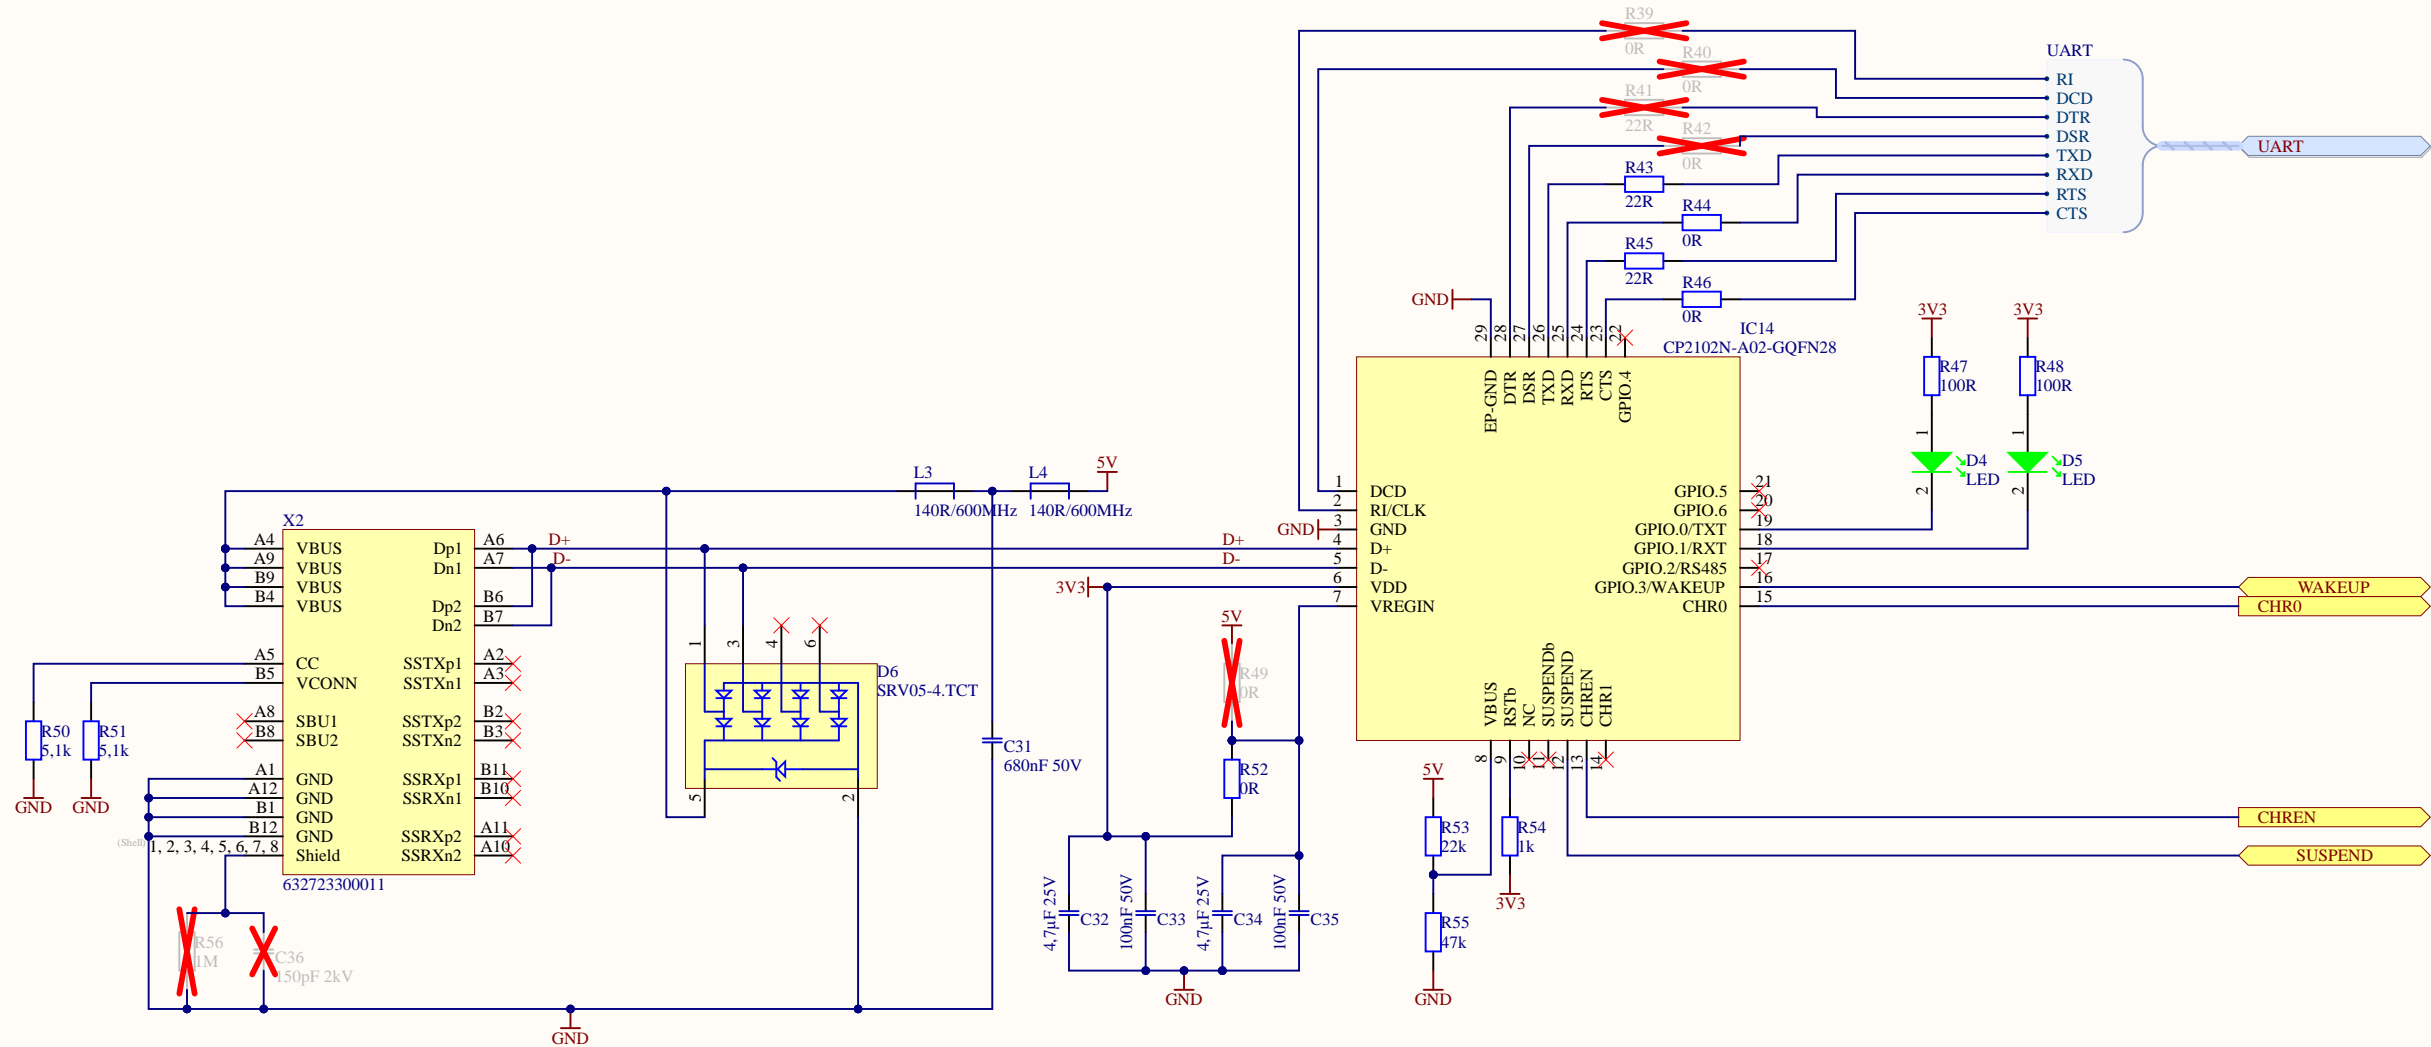 R39
0R
R40
0R
R41
22R
R42
0R
R43
22R
R44
0R
R45
22R
R46
0R
UART
RI
DCD
DTR
DSR
TXD
RXD
RTS
CTS
UART
GND
29
28
27
26
25
24
23
22
IC14
CP2102N-A02-GQFN28
EP-GND
DTR
DSR
TXD
RXD
RTS
CTS
GPIO.4
3V3
R47
100R
1
D4
LED
2
3V3
R48
100R
1
D5
LED
2
1
DCD
2
RI/CLK
GND
3
GND
D+
4
D+
D-
5
D-
3V3
6
VDD
7
VREGIN
GPIO.5
21
GPIO.6
20
GPIO.0/TXT
19
GPIO.1/RXT
18
GPIO.2/RS485
17
GPIO.3/WAKEUP
16
CHR0
15
WAKEUP
CHR0
VBUS
RSTb
NC
SUSPENDb
SUSPEND
CHREN
CHR1
8
9
10
11
12
13
14
CHREN
SUSPEND
L3
140R/600MHz
L4
140R/600MHz
5V
X2
A4
VBUS
A9
VBUS
B9
VBUS
B4
VBUS
A5
CC
B5
VCONN
A8
SBU1
B8
SBU2
A1
GND
A12
GND
B1
GND
B12
GND
(Shell)
1, 2, 3, 4, 5, 6, 7, 8
Shield
Dp1
A6
D+
Dn1
A7
D-
Dp2
B6
Dn2
B7
SSTXp1
A2
SSTXn1
A3
SSTXp2
B2
SSTXn2
B3
SSRXp1
B11
SSRXn1
B10
SSRXp2
A11
SSRXn2
A10
632723300011
R50
5,1k
GND
R51
5,1k
GND
R56
1M
C36
150pF 2kV
GND
1
3
4
6
D6
SRV05-4.TCT
5
2
C31
680nF 50V
5V
R49
0R
R52
0R
4,7µF 25V
C32
100nF 50V
C33
4,7µF 25V
C34
100nF 50V
C35
GND
5V
R53
22k
R54
1k
3V3
R55
47k
GND